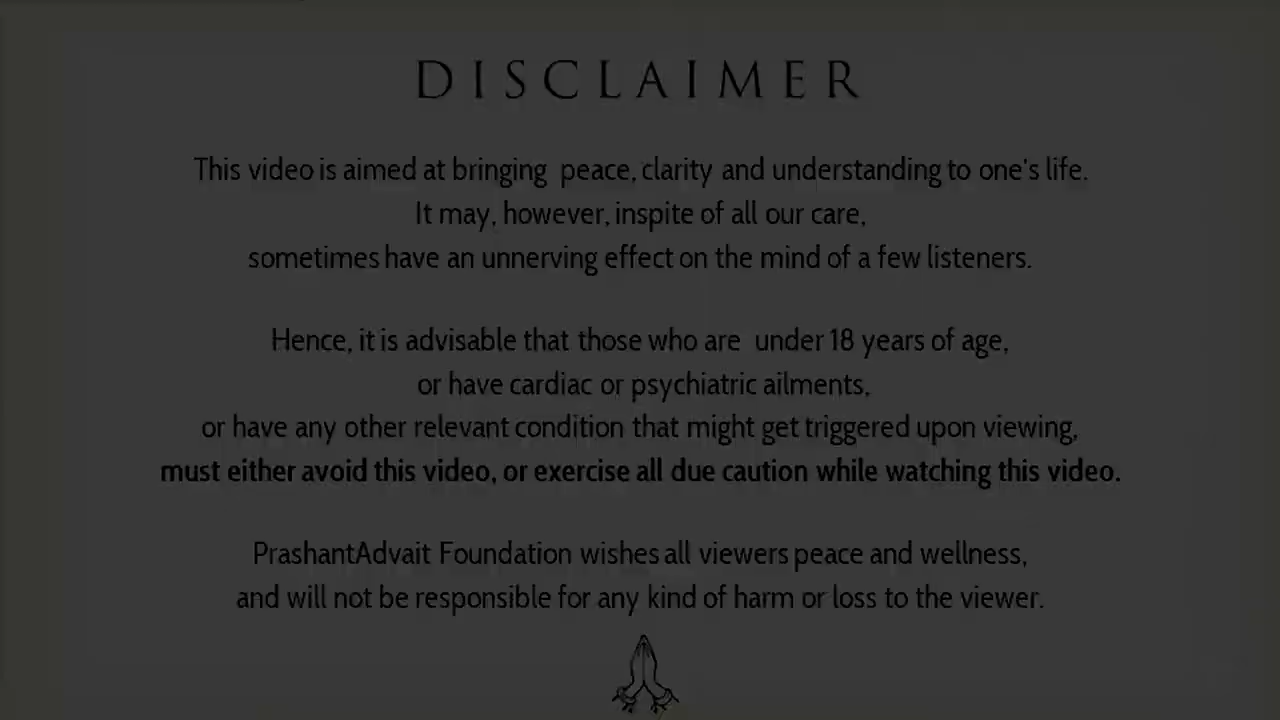 DISCLAIMER
This video is aimed at bringing peace, clarity and understanding to one's life.
It may, however, inspite of all our care,
sometimes have an unnerving effect on the mind of a few listeners.
Hence, it is advisable that those who are under 18 years of age,
or have cardiac or psychiatric ailments,
or have any other relevant condition that might get triggered upon viewing,
must either avoid this video, or exercise all due caution while watching this video.
PrashantAdvait Foundation wishes all viewers peace and wellness,
and will not be responsible for any kind of harm or loss to the viewer.